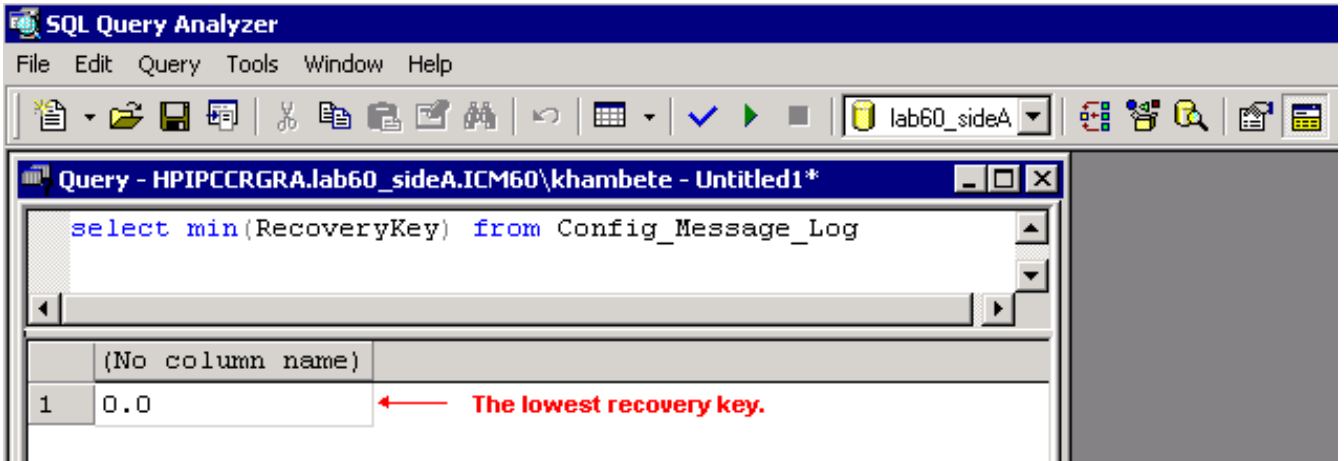 SQL Query Analyzer
File Edit Query Tools Window Help
lab60_sideA
Query - HPIPCCRGRA.lab60_sideA.ICM60\khambete - Untitled1*
select min(RecoveryKey) from Config_Message_Log
(No column name)
1 0.0 The lowest recovery key.